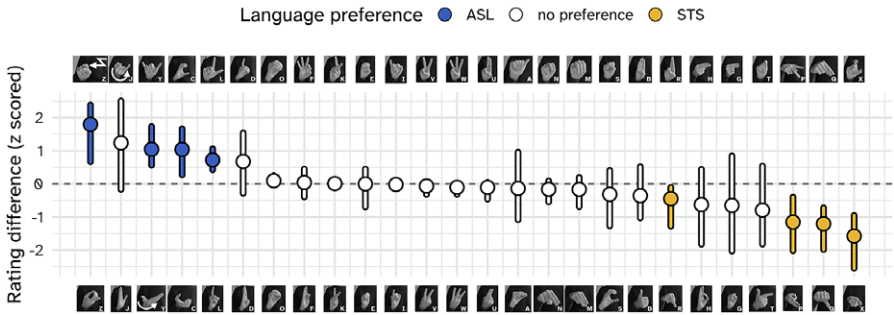 Language preference ASL no preference STS
Z J Y C L D O F K E I V W U A N M S B R H G T P Q X
Rating difference (z scored)
2
1
0
-1
-2
Z J Y C L D O F K E I V W U A N M S B R H G T P Q X